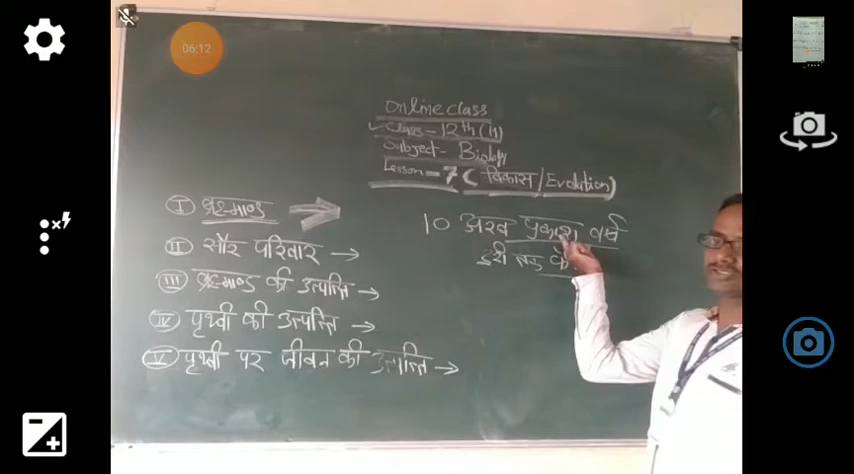 06:12
Online class
Class - 12th (H)
Subject - Biology
Lesson - 7 ( विकास / Evolution)
I ब्रह्माण्ड
10 अरब प्रकाश वर्ष
II सौर परिवार
दूरी तक
III ब्रह्माण्ड की उत्पत्ति
IV पृथ्वी की उत्पत्ति
V पृथ्वी पर जीवन की उत्पत्ति